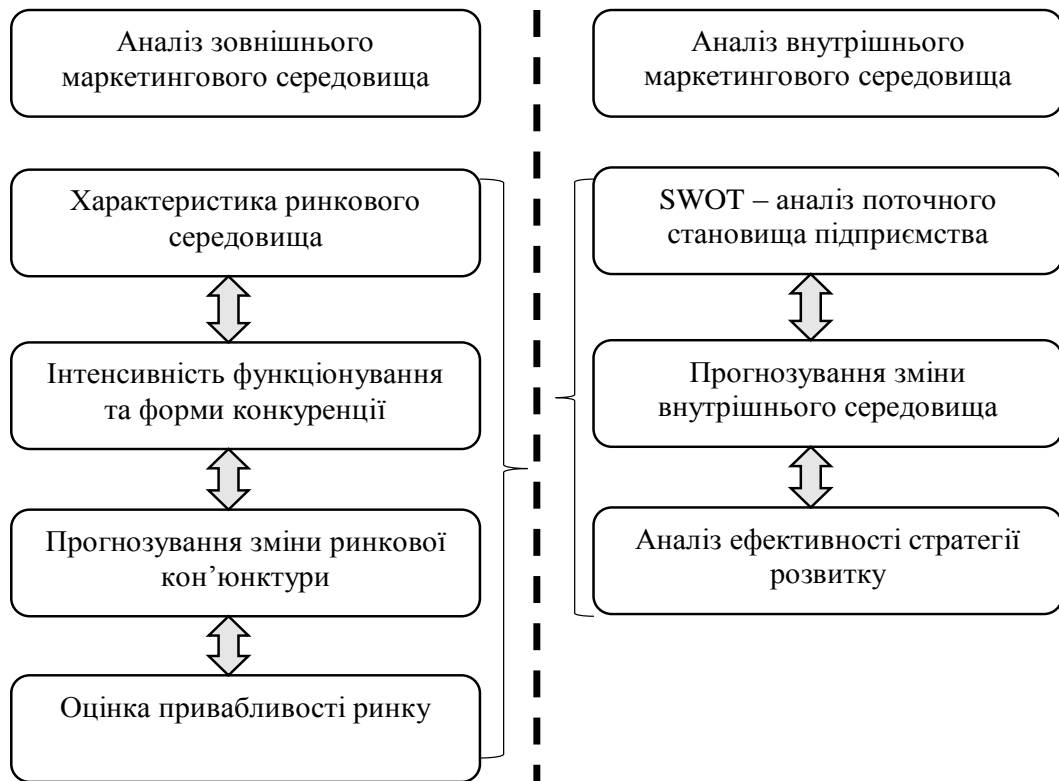 Аналіз зовнішнього
маркетингового середовища
Характеристика ринкового
середовища
Інтенсивність функціонування
та форми конкуренції
Прогнозування зміни ринкової
кон’юнктури
Оцінка привабливості ринку
Аналіз внутрішнього
маркетингового середовища
SWOT – аналіз поточного
становища підприємства
Прогнозування зміни
внутрішнього середовища
Аналіз ефективності стратегії
розвитку